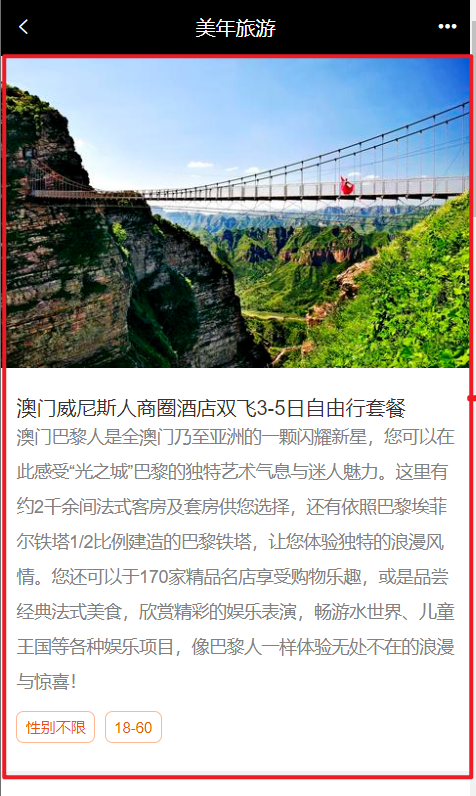 美年旅游
澳门威尼斯人商圈酒店双飞3-5日自由行套餐
澳门巴黎人是全澳门乃至亚洲的一颗闪耀新星，您可以在
此感受“光之城”巴黎的独特艺术气息与迷人魅力。这里有
约2千余间法式客房及套房供您选择，还有依照巴黎埃菲
尔铁塔1/2比例建造的巴黎铁塔，让您体验独特的浪漫风
情。您还可以于170家精品名店享受购物乐趣，或是品尝
经典法式美食，欣赏精彩的娱乐表演，畅游水世界、儿童
王国等各种娱乐项目，像巴黎人一样体验无处不在的浪漫
与惊喜！
性别不限 18-60